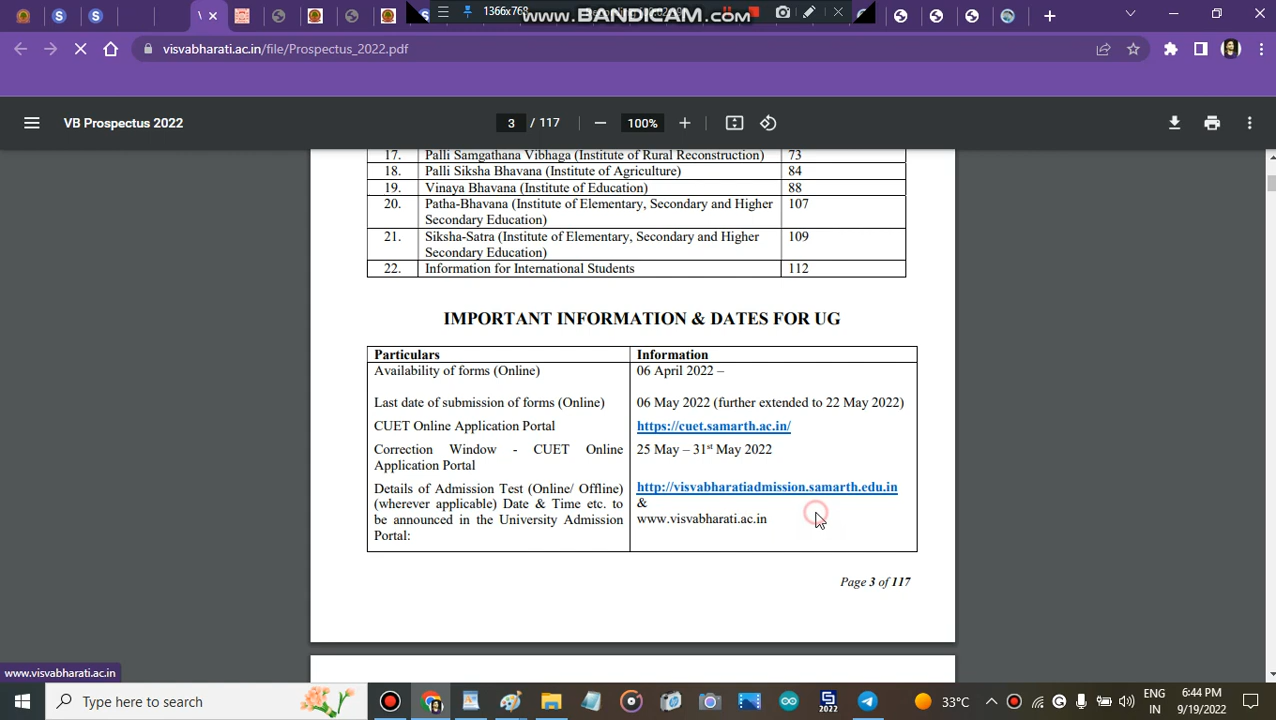 1366x768
www.BANDICAM.com
visvabharati.ac.in/file/Prospectus_2022.pdf
VB Prospectus 2022
3 / 117
100%
17. Palli Samgathana Vibhaga (Institute of Rural Reconstruction) 73
18. Palli Siksha Bhavana (Institute of Agriculture) 84
19. Vinaya Bhavana (Institute of Education) 88
20. Patha-Bhavana (Institute of Elementary, Secondary and Higher 107
Secondary Education)
21. Siksha-Satra (Institute of Elementary, Secondary and Higher 109
Secondary Education)
22. Information for International Students 112
IMPORTANT INFORMATION & DATES FOR UG
Particulars Information
Availability of forms (Online) 06 April 2022 –
Last date of submission of forms (Online) 06 May 2022 (further extended to 22 May 2022)
CUET Online Application Portal https://cuet.samarth.ac.in/
Correction Window - CUET Online 25 May – 31st May 2022
Application Portal
Details of Admission Test (Online/ Offline) http://visvabharatiadmission.samarth.edu.in
(wherever applicable) Date & Time etc. to &
be announced in the University Admission www.visvabharati.ac.in
Portal:
Page 3 of 117
www.visvabharati.ac.in
Type here to search
2022
33°C
ENG 6:44 PM
IN 9/19/2022